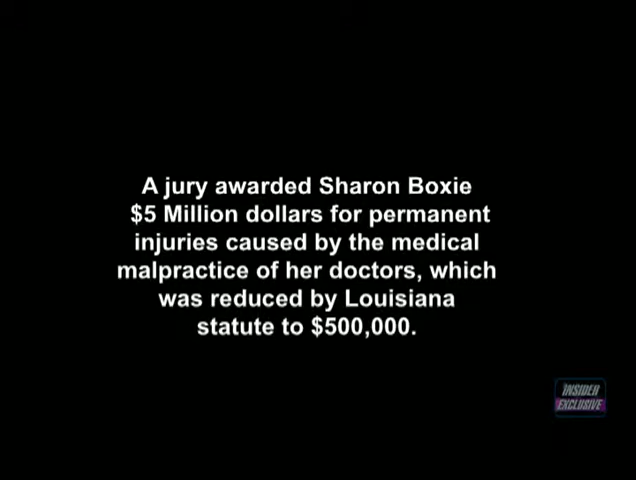 A jury awarded Sharon Boxie
$5 Million dollars for permanent
injuries caused by the medical
malpractice of her doctors, which
was reduced by Louisiana
statute to $500,000.
INSIDER
EXCLUSIVE